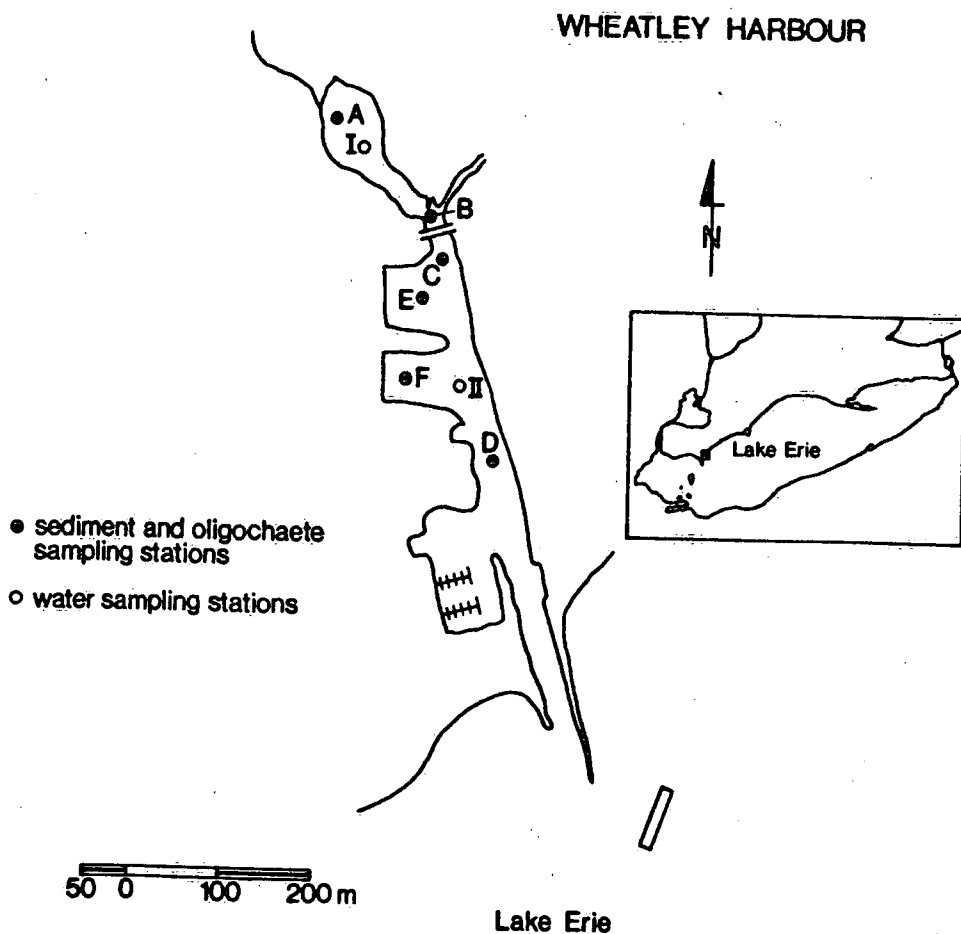 WHEATLEY HARBOUR
A
I
B
N
C
E
F
II
Lake Erie
D
sediment and oligochaete
sampling stations
water sampling stations
50 0 100 200 m
Lake Erie